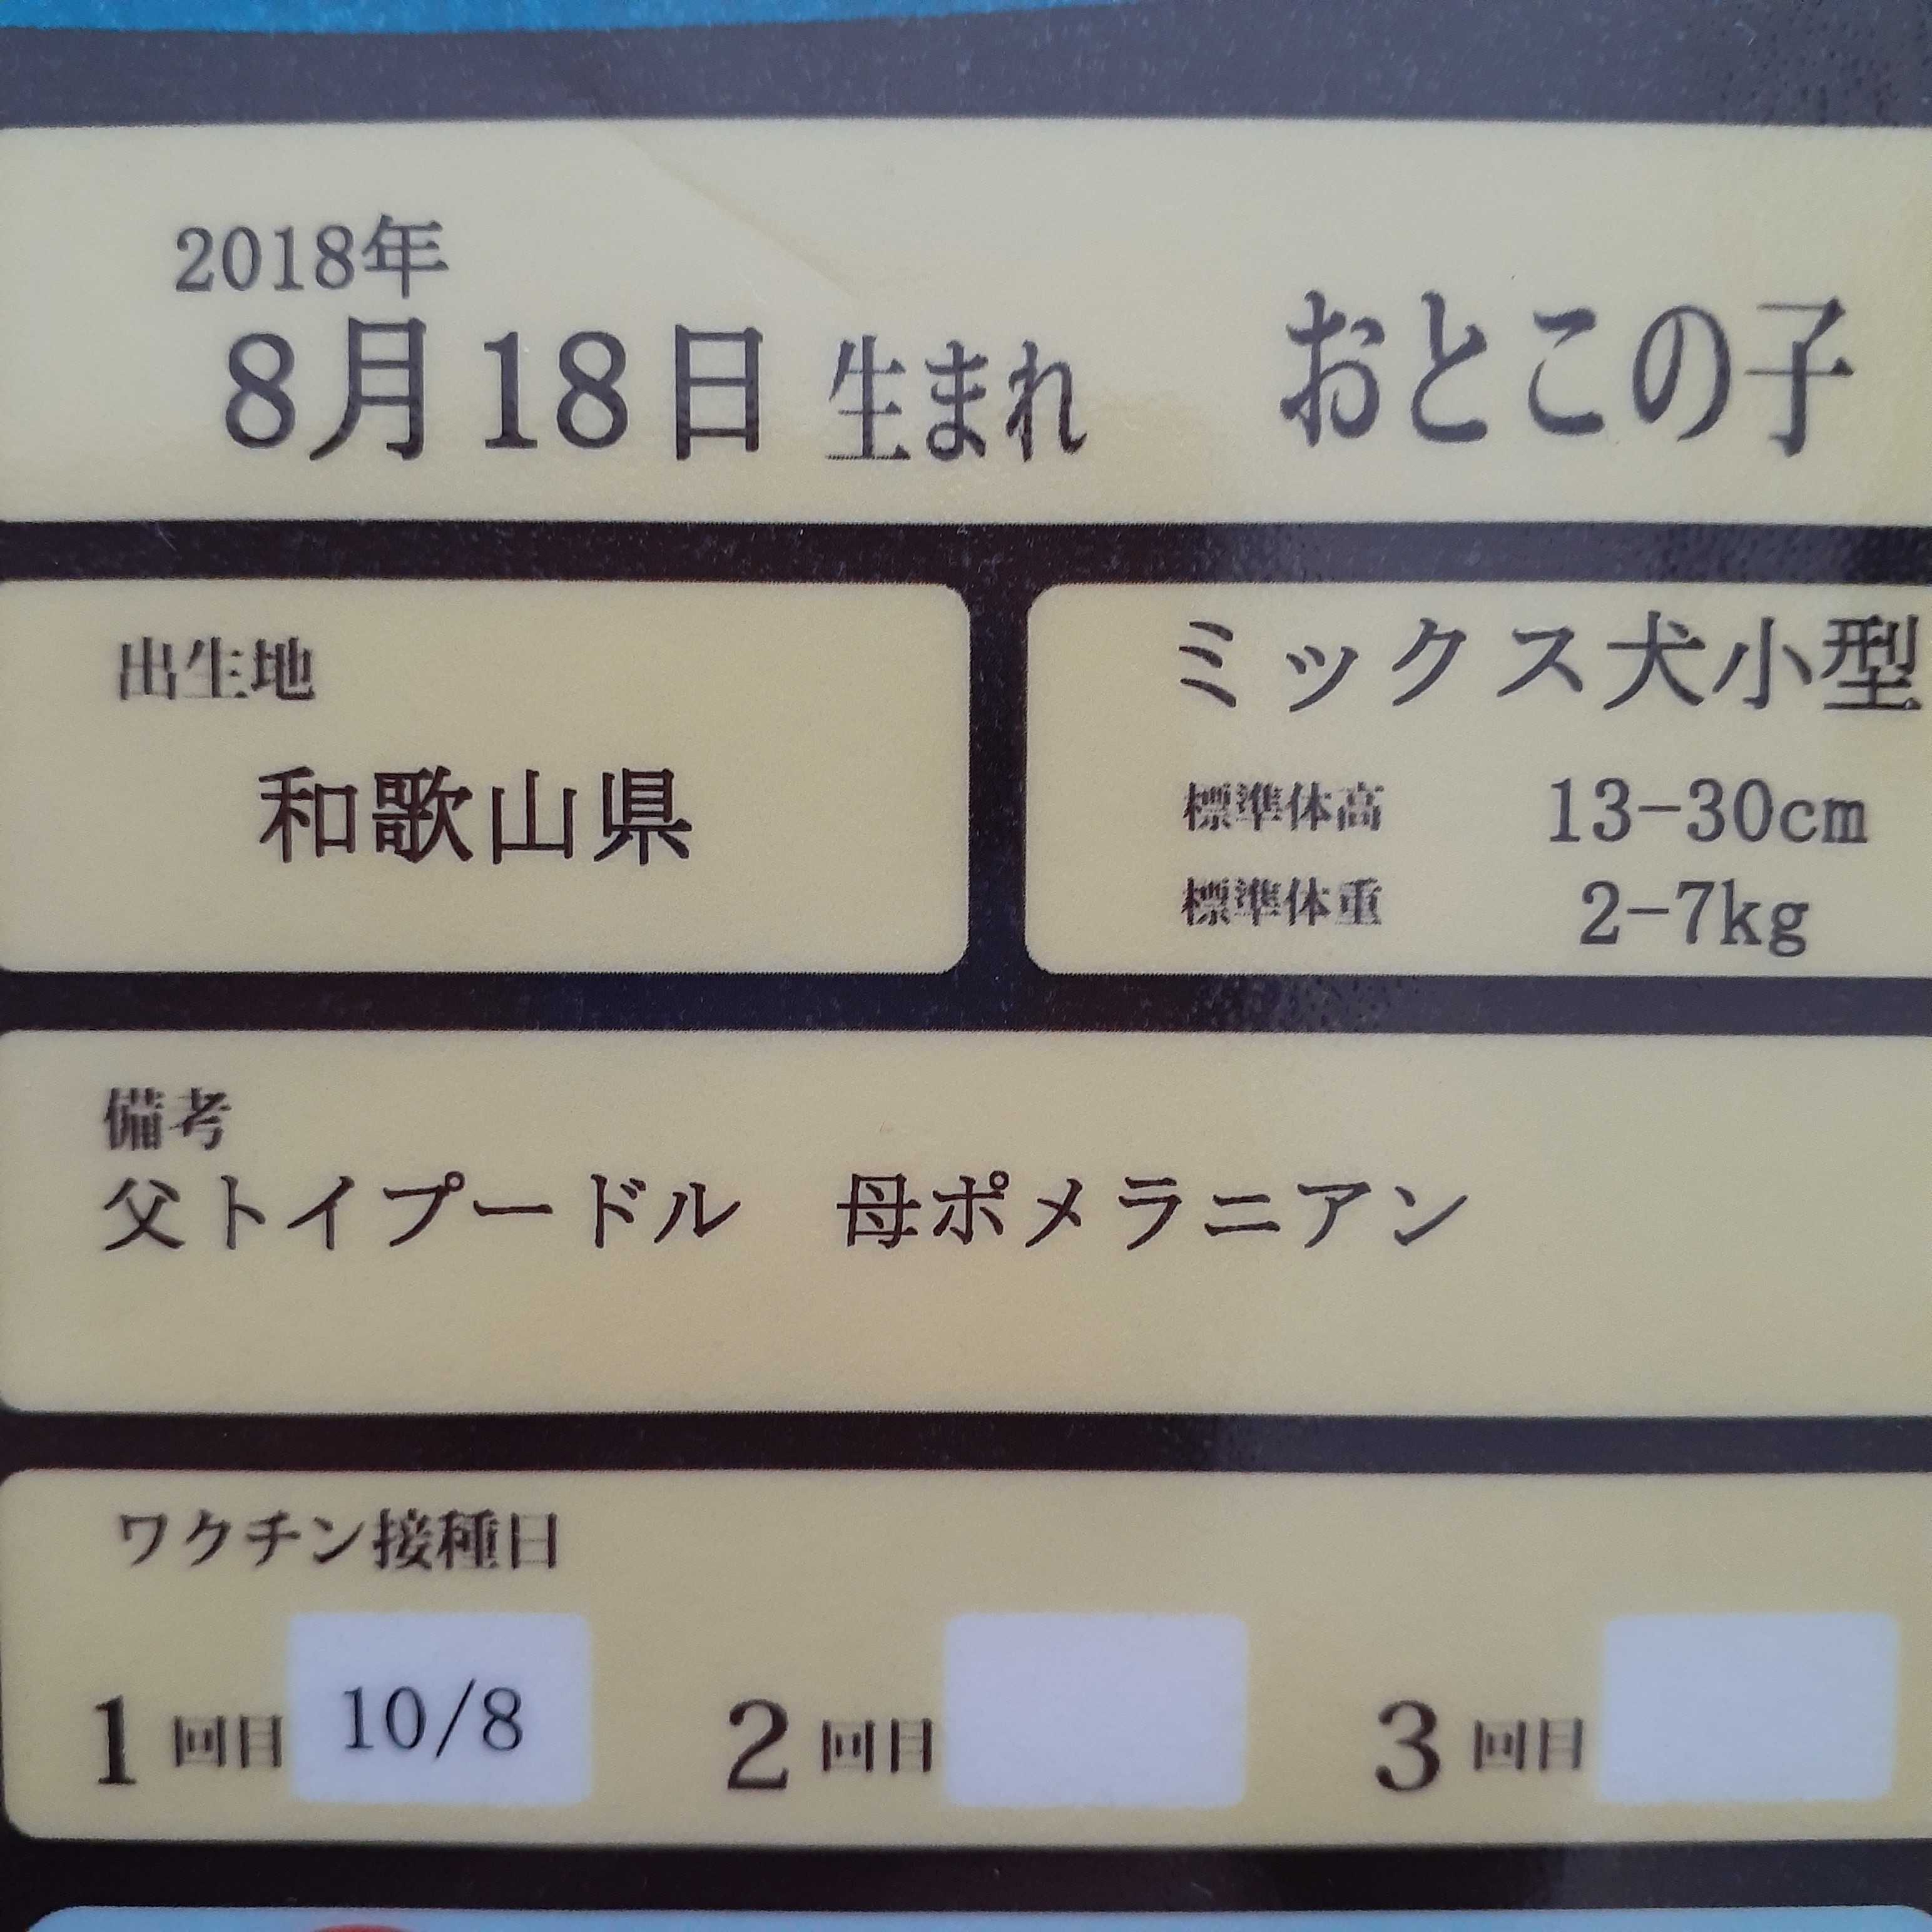 2018年
8月18日 生まれ おとこの子
出生地
和歌山県
ミックス犬小型
標準体高 13-30cm
標準体重 2-7kg
備考
父トイプードル 母ポメラニアン
ワクチン接種日
1回目 10/8 2回目 3回目